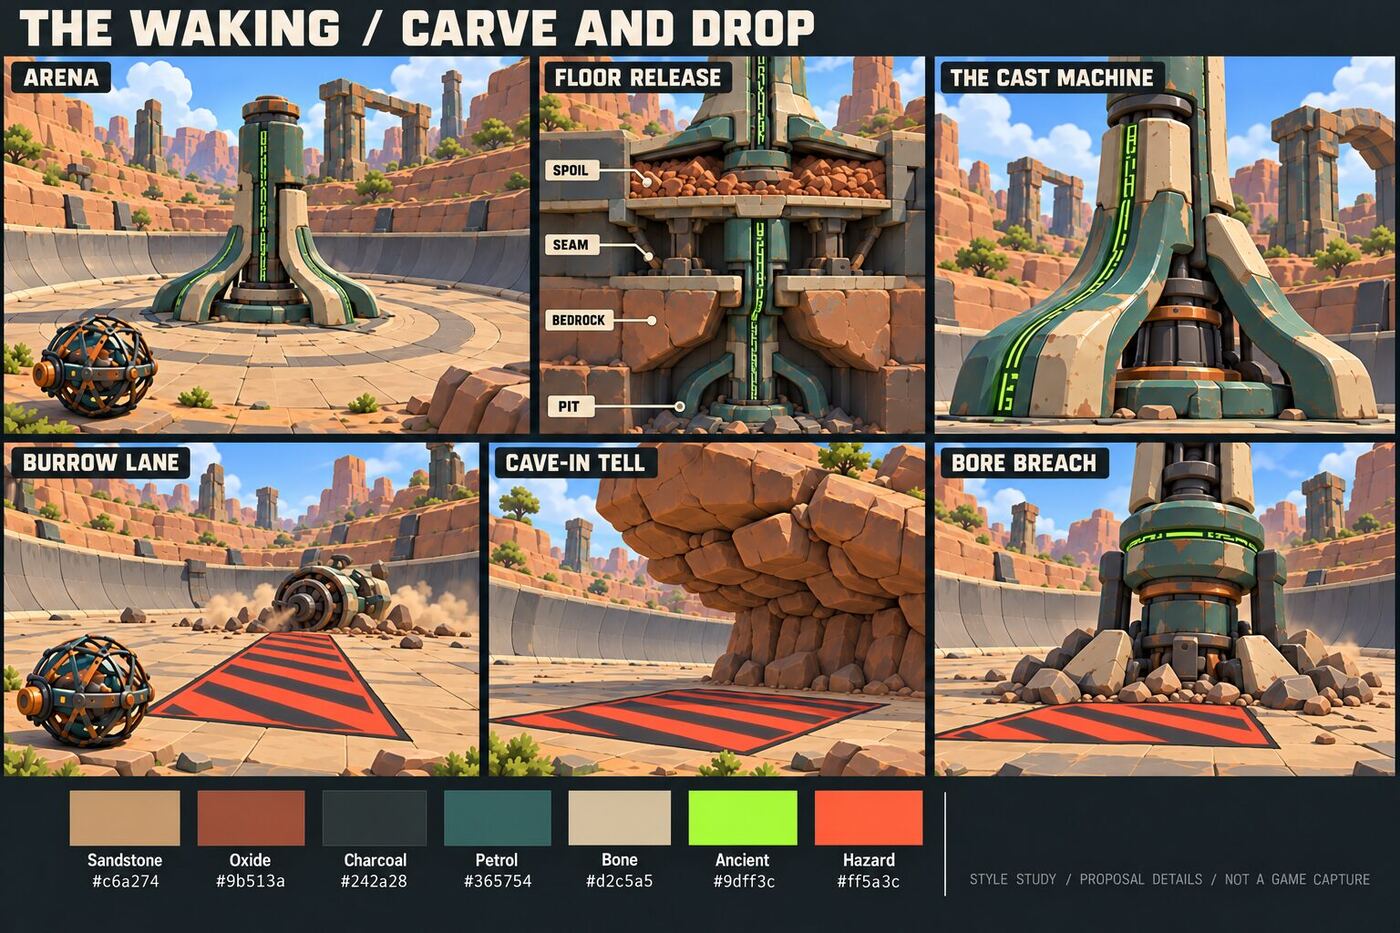 THE WAKING / CARVE AND DROP
ARENA
FLOOR RELEASE
SPOIL
SEAM
BEDROCK
PIT
THE CAST MACHINE
BURROW LANE
CAVE-IN TELL
BORE BREACH
Sandstone
#c6a274
Oxide
#9b513a
Charcoal
#242a28
Petrol
#365754
Bone
#d2c5a5
Ancient
#9dff3c
Hazard
#ff5a3c
STYLE STUDY / PROPOSAL DETAILS / NOT A GAME CAPTURE